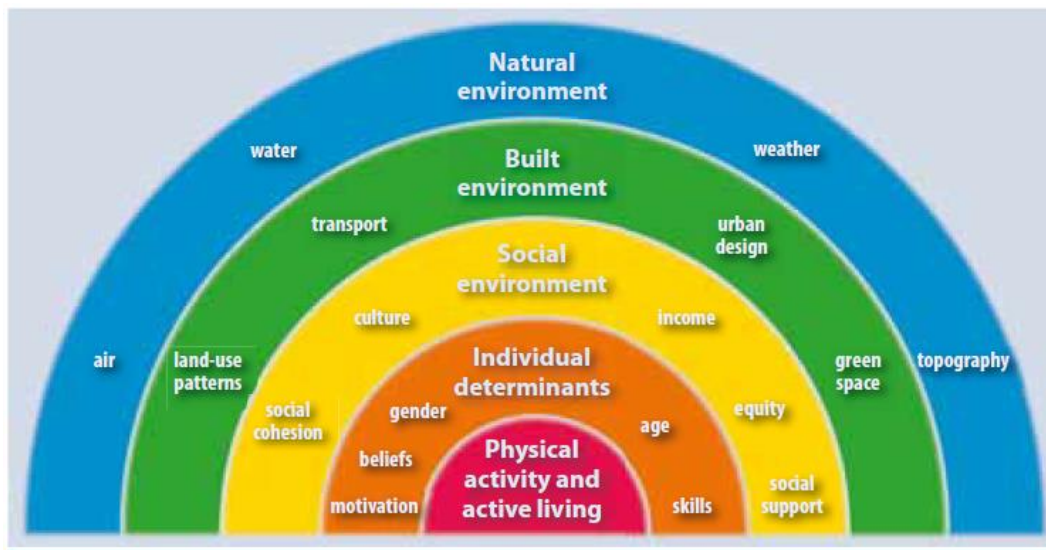 Natural
environment
water
weather
Built
environment
transport
urban
design
Social
environment
culture
income
air
land-use
patterns
green
space
topography
Individual
determinants
social
cohesion
gender
age
equity
beliefs
motivation
Physical
activity and
active living
skills
social
support